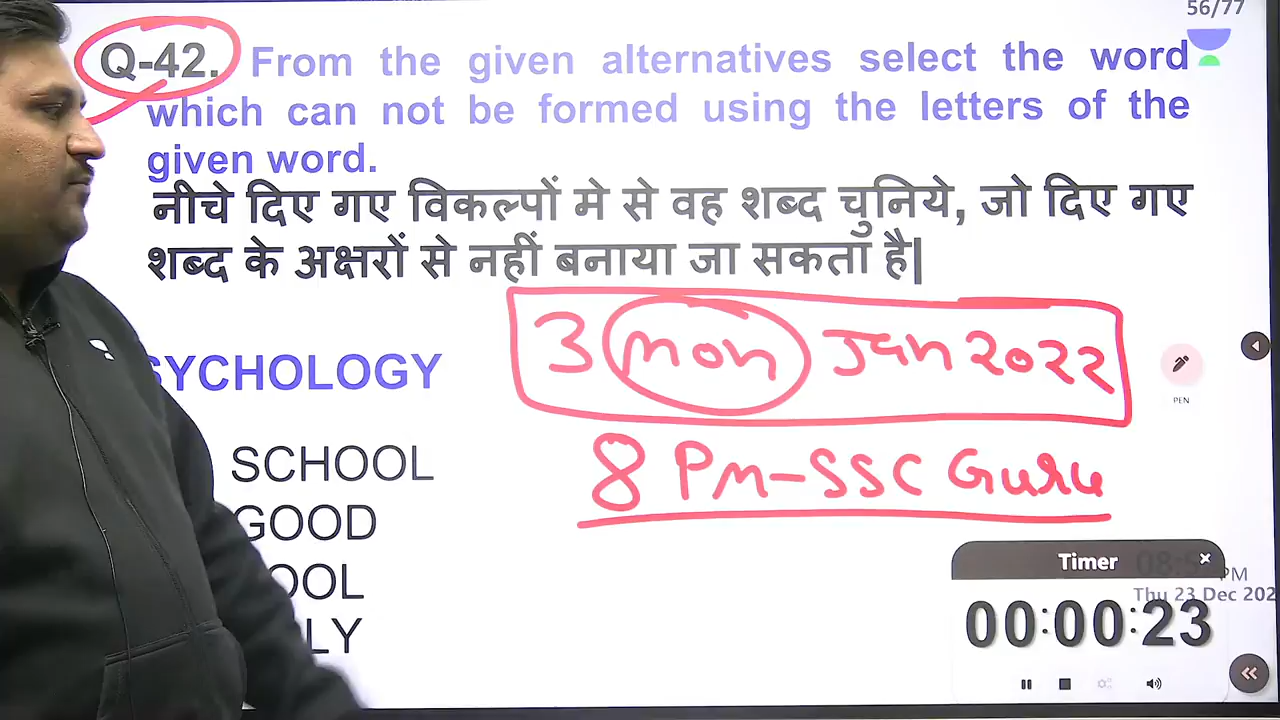 56/77
Q-42. From the given alternatives select the word
which can not be formed using the letters of the
given word.
नीचे दिए गए विकल्पों मे से वह शब्द चुनिये, जो दिए गए
शब्द के अक्षरों से नहीं बनाया जा सकता है|
3 mon Jan 2022
SYCHOLOGY
PEN
SCHOOL
8 Pm-SSC Guru
GOOD
OOL
LY
Timer
PM
Thu 23 Dec 202
00:00:23